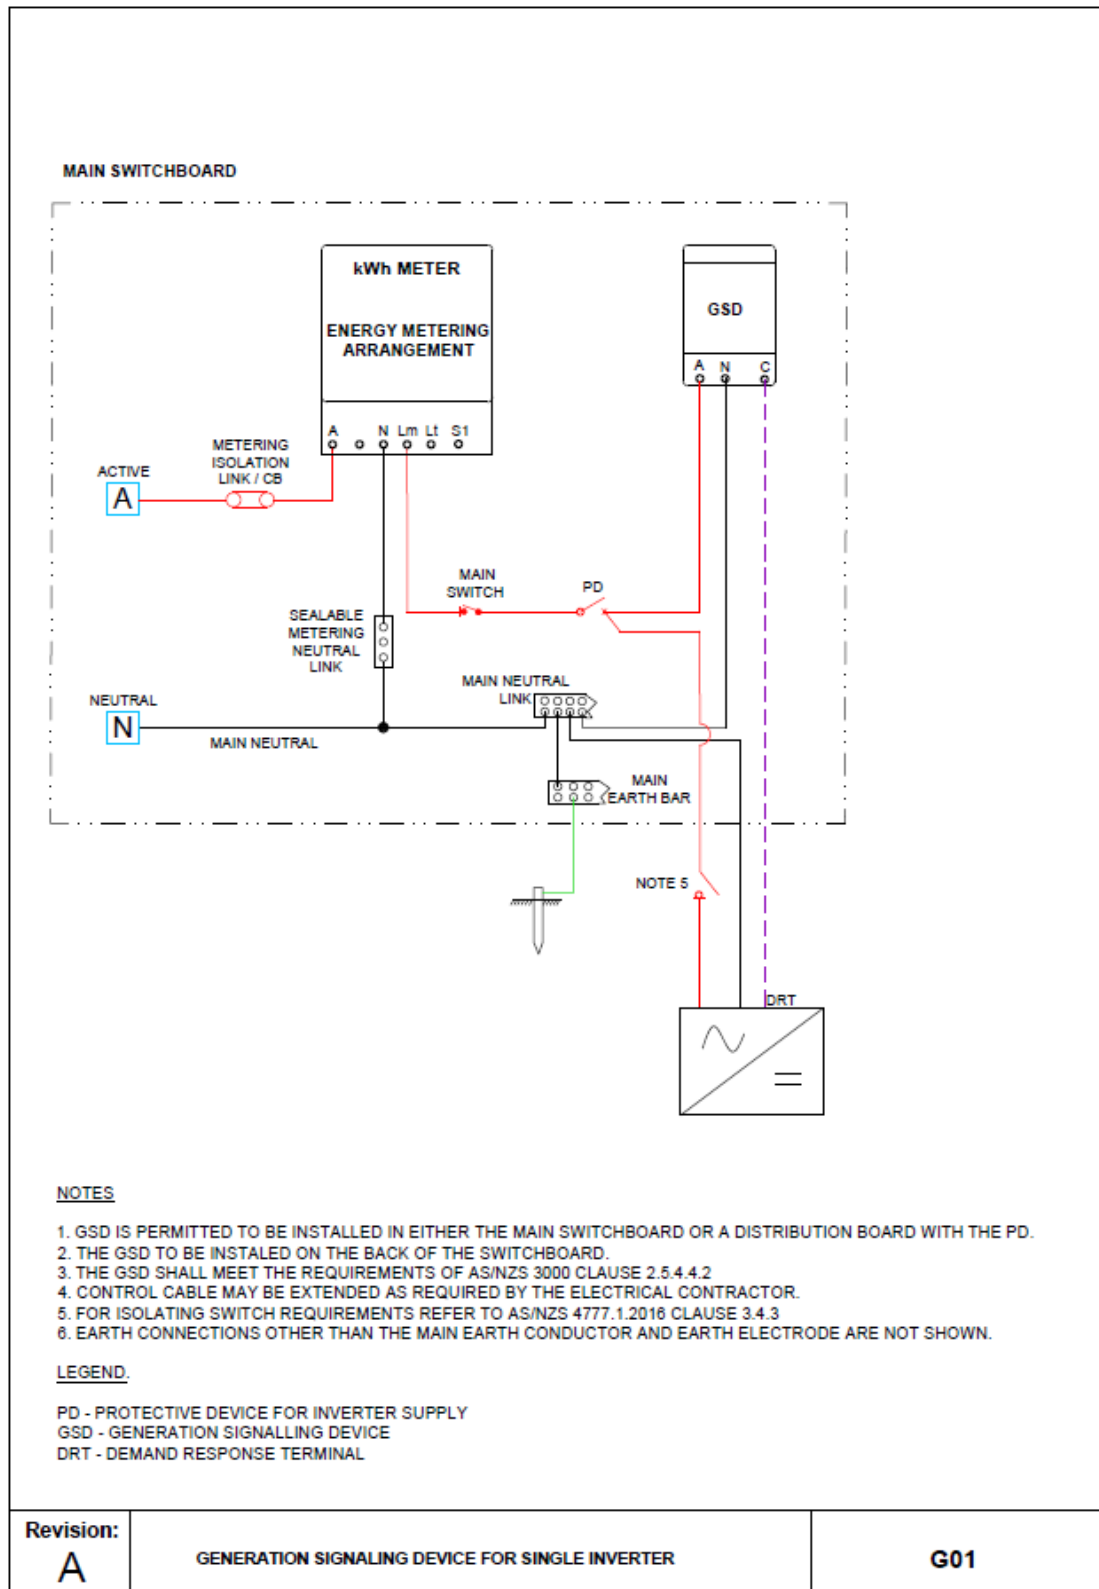 MAIN SWITCHBOARD
kWh METER
ENERGY METERING
ARRANGEMENT
A N Lm Lt S1
GSD
A N C
METERING
ISOLATION
LINK / CB
ACTIVE
A
MAIN
SWITCH
PD
SEALABLE
METERING
NEUTRAL
LINK
MAIN NEUTRAL
LINK
NEUTRAL
N
MAIN NEUTRAL
MAIN
EARTH BAR
NOTE 5
DRT
NOTES
1. GSD IS PERMITTED TO BE INSTALLED IN EITHER THE MAIN SWITCHBOARD OR A DISTRIBUTION BOARD WITH THE PD.
2. THE GSD TO BE INSTALED ON THE BACK OF THE SWITCHBOARD.
3. THE GSD SHALL MEET THE REQUIREMENTS OF AS/NZS 3000 CLAUSE 2.5.4.4.2
4. CONTROL CABLE MAY BE EXTENDED AS REQUIRED BY THE ELECTRICAL CONTRACTOR.
5. FOR ISOLATING SWITCH REQUIREMENTS REFER TO AS/NZS 4777.1.2016 CLAUSE 3.4.3
6. EARTH CONNECTIONS OTHER THAN THE MAIN EARTH CONDUCTOR AND EARTH ELECTRODE ARE NOT SHOWN.
LEGEND.
PD - PROTECTIVE DEVICE FOR INVERTER SUPPLY
GSD - GENERATION SIGNALLING DEVICE
DRT - DEMAND RESPONSE TERMINAL
Revision:
A
GENERATION SIGNALING DEVICE FOR SINGLE INVERTER
G01